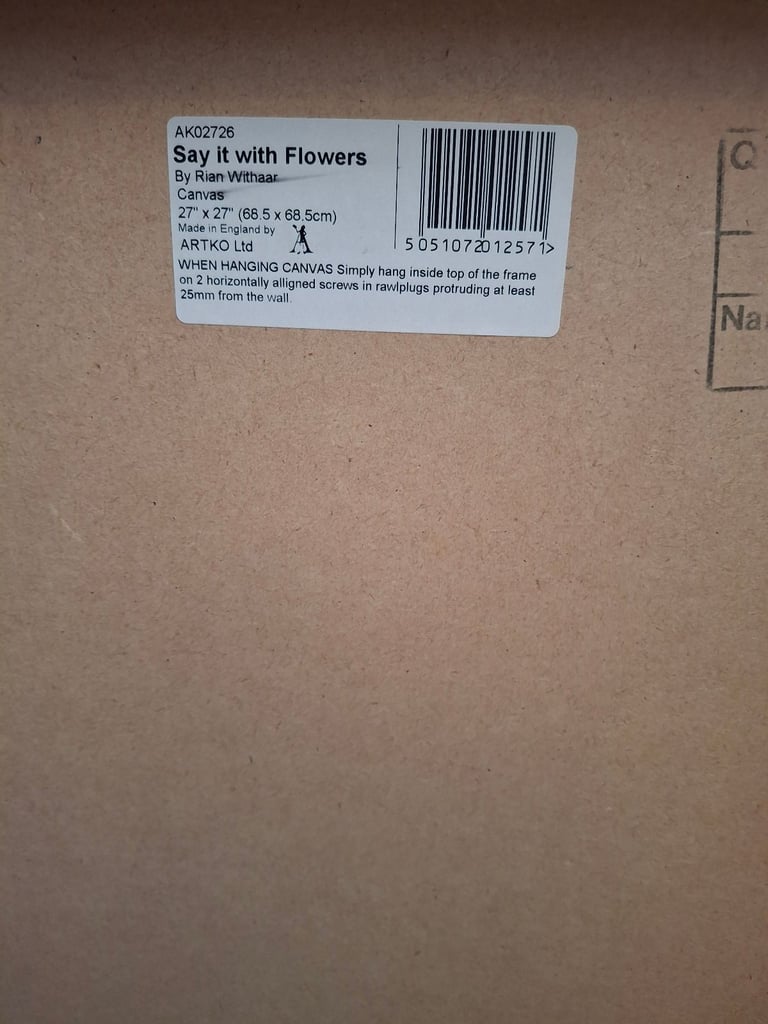 AK02726
Say it with Flowers
By Rian Withaar
Canvas
27" x 27" (68.5 x 68.5cm)
Made in England by
ARTKO Ltd
5 051072 012571>
WHEN HANGING CANVAS Simply hang inside top of the frame
on 2 horizontally alligned screws in rawlplugs protruding at least
25mm from the wall.